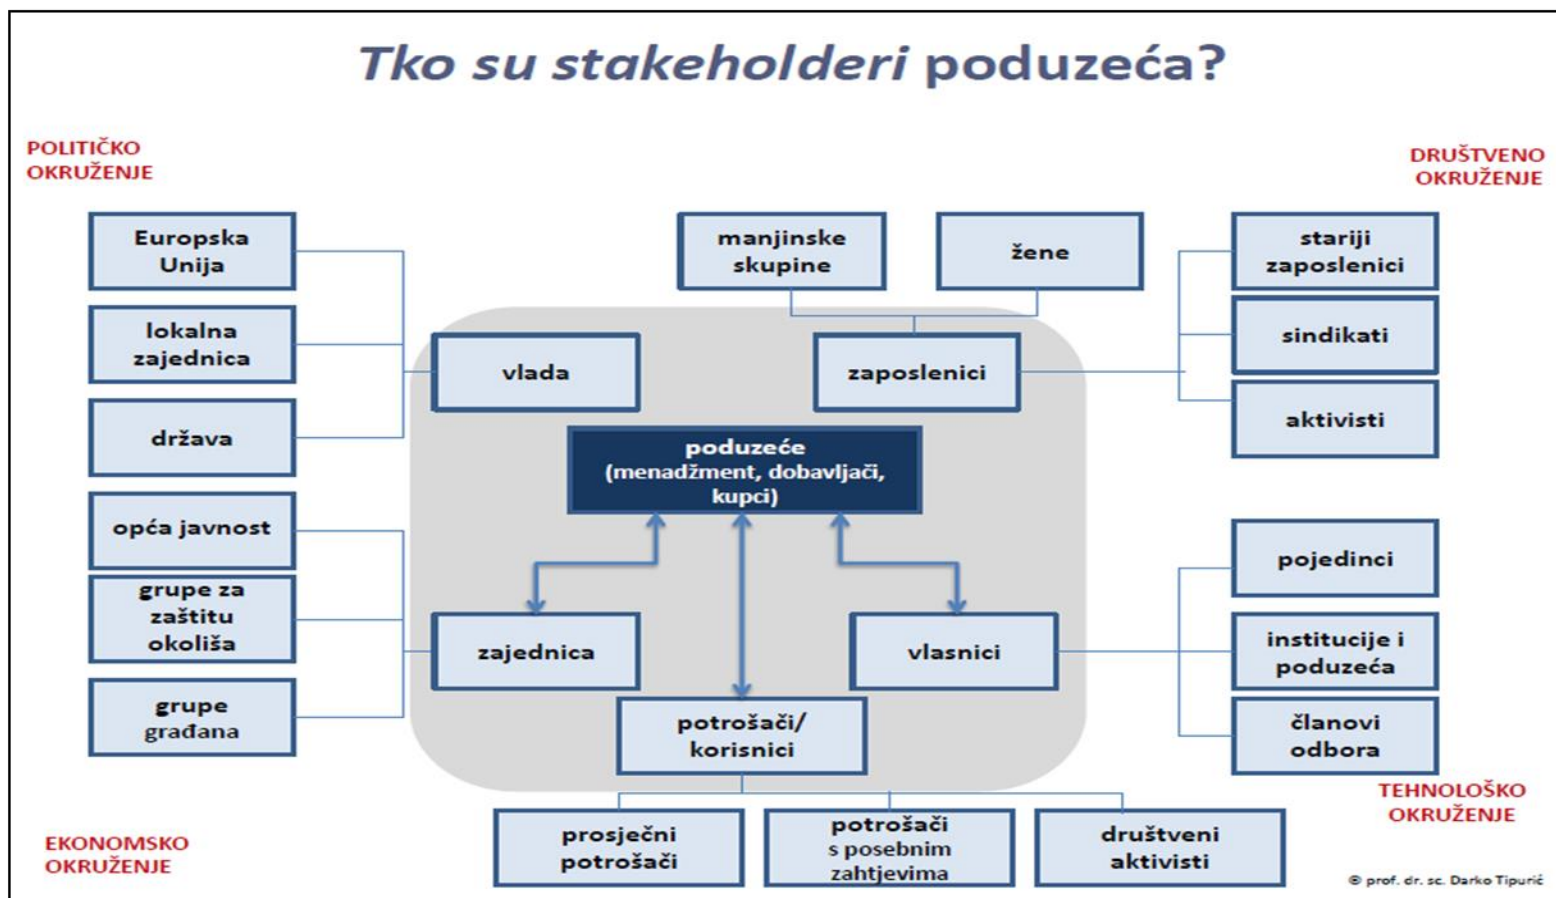 Tko su stakeholderi poduzeća?
POLITIČKO
OKRUŽENJE
DRUŠTVENO
OKRUŽENJE
Europska
Unija
lokalna
zajednica
država
vlada
manjinske
skupine
žene
zaposlenici
stariji
zaposlenici
sindikati
aktivisti
poduzeće
(menadžment, dobavljači,
kupci)
opća javnost
grupe za
zaštitu
okoliša
grupe
građana
zajednica
vlasnici
pojedinci
institucije i
poduzeća
članovi
odbora
potrošači/
korisnici
prosječni
potrošači
potrošači
s posebnim
zahtjevima
društveni
aktivisti
EKONOMSKO
OKRUŽENJE
TEHNOLOŠKO
OKRUŽENJE
© prof. dr. sc. Darko Tipurić